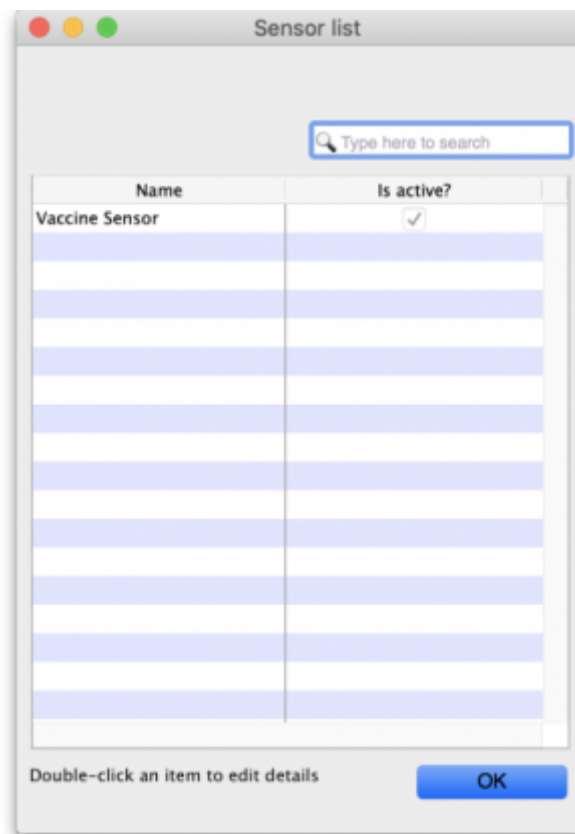 Sensor list
Type here to search
Name Is active?
Vaccine Sensor
Double-click an item to edit details
OK